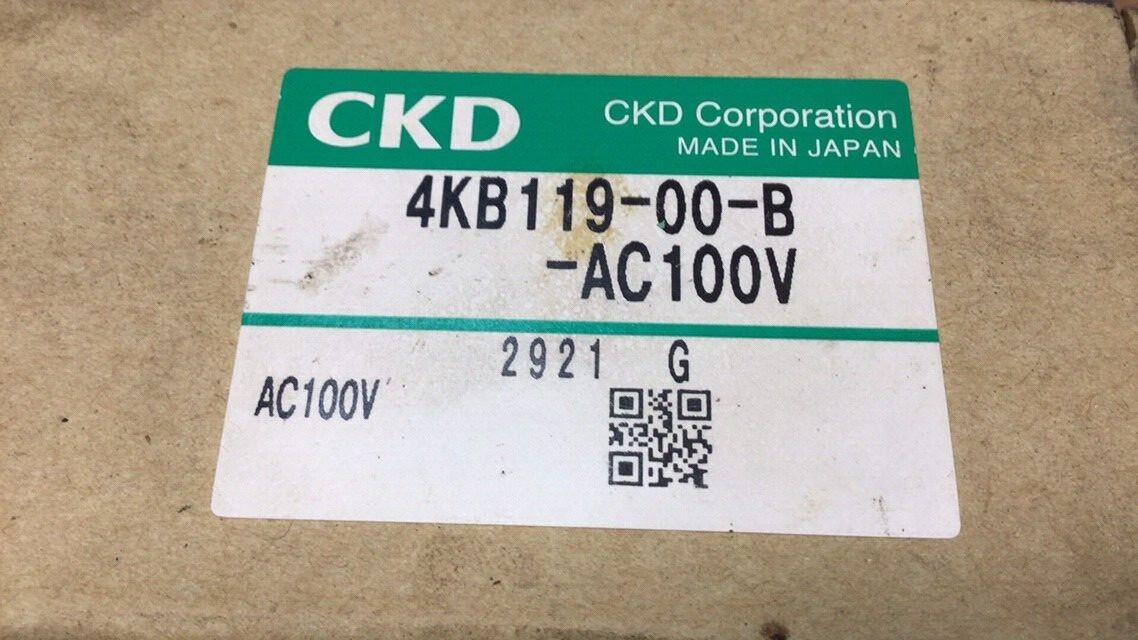 CKD
CKD Corporation
MADE IN JAPAN
4KB119-00-B
-AC100V
2921 G
AC100V